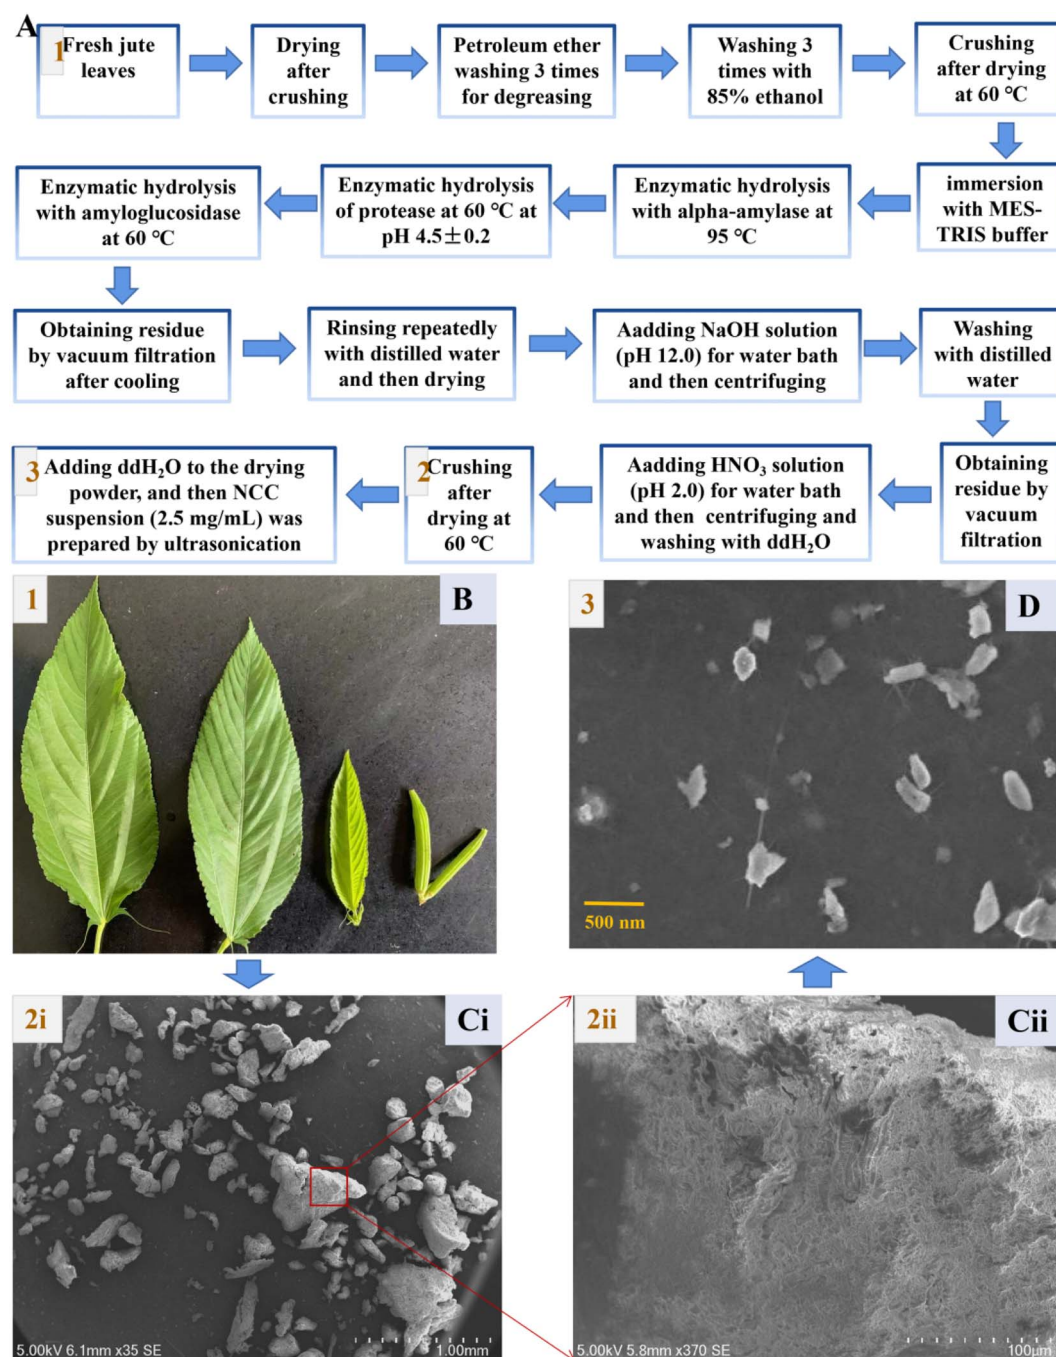 A
1
Fresh jute
leaves
Drying
after
crushing
Petroleum ether
washing 3 times
for degreasing
Washing 3
times with
85% ethanol
Crushing
after drying
at 60 ℃
immersion
with MES-
TRIS buffer
Enzymatic hydrolysis
with alpha-amylase at
95 ℃
Enzymatic hydrolysis
of protease at 60 ℃ at
pH 4.5±0.2
Enzymatic hydrolysis
with amyloglucosidase
at 60 ℃
Obtaining residue
by vacuum filtration
after cooling
Rinsing repeatedly
with distilled water
and then drying
Aadding NaOH solution
(pH 12.0) for water bath
and then centrifuging
Washing
with distilled
water
Obtaining
residue by
vacuum
filtration
Aadding HNO₃ solution
(pH 2.0) for water bath
and then centrifuging and
washing with ddH₂O
2
Crushing
after
drying at
60 ℃
3
Adding ddH₂O to the drying
powder, and then NCC
suspension (2.5 mg/mL) was
prepared by ultrasonication
1
B
3
D
500 nm
2i
Ci
5.00kV 6.1mm x35 SE
1.00mm
2ii
Cii
5.00kV 5.8mm x370 SE
100μm